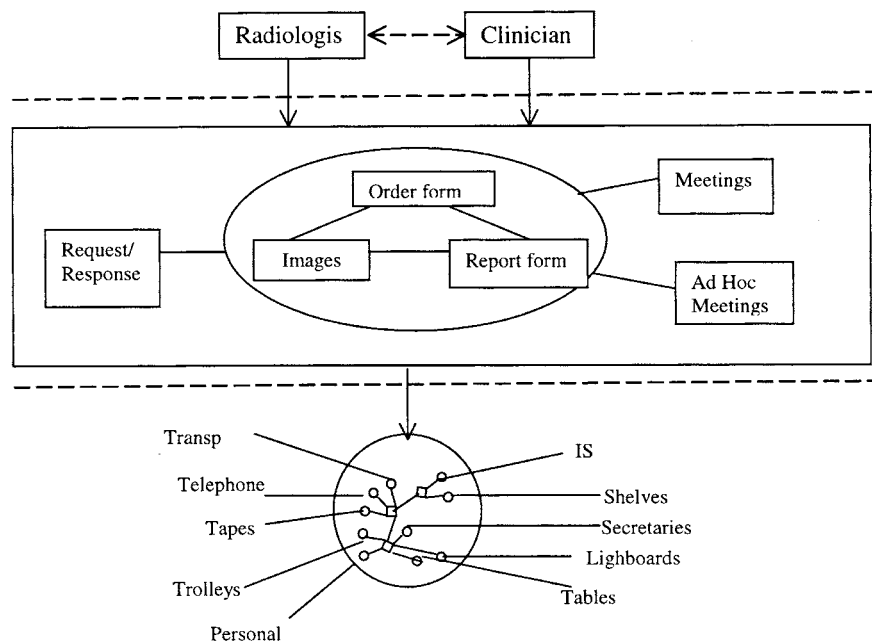 Radiologis
Clinician
Order form
Meetings
Request/
Response
Images
Report form
Ad Hoc
Meetings
Transp
IS
Telephone
Shelves
Tapes
Secretaries
Lighboards
Trolleys
Tables
Personal